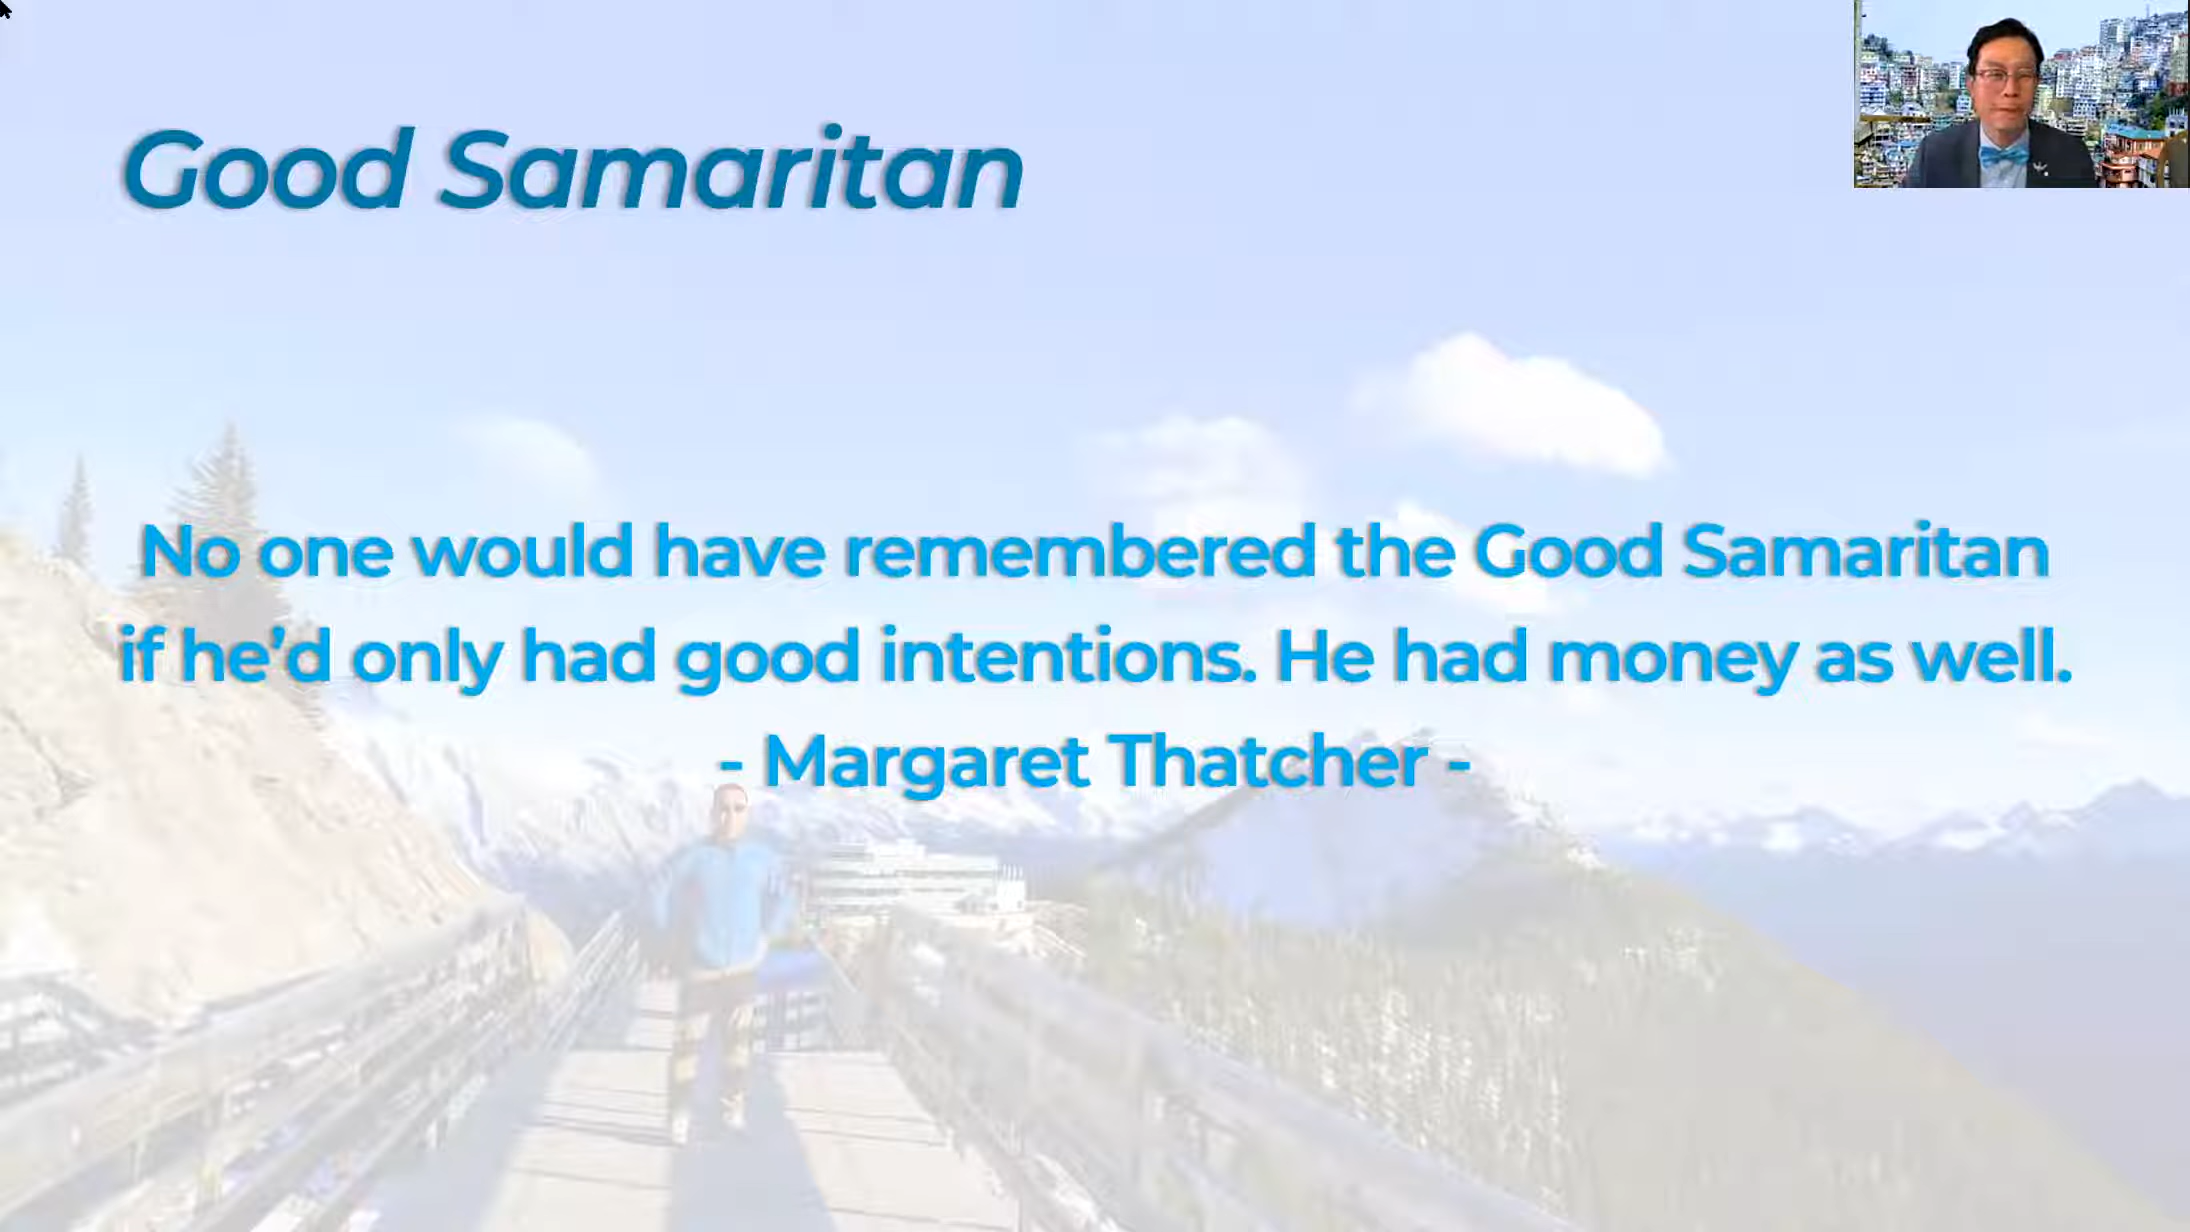 Good Samaritan
No one would have remembered the Good Samaritan
if he’d only had good intentions. He had money as well.
- Margaret Thatcher -